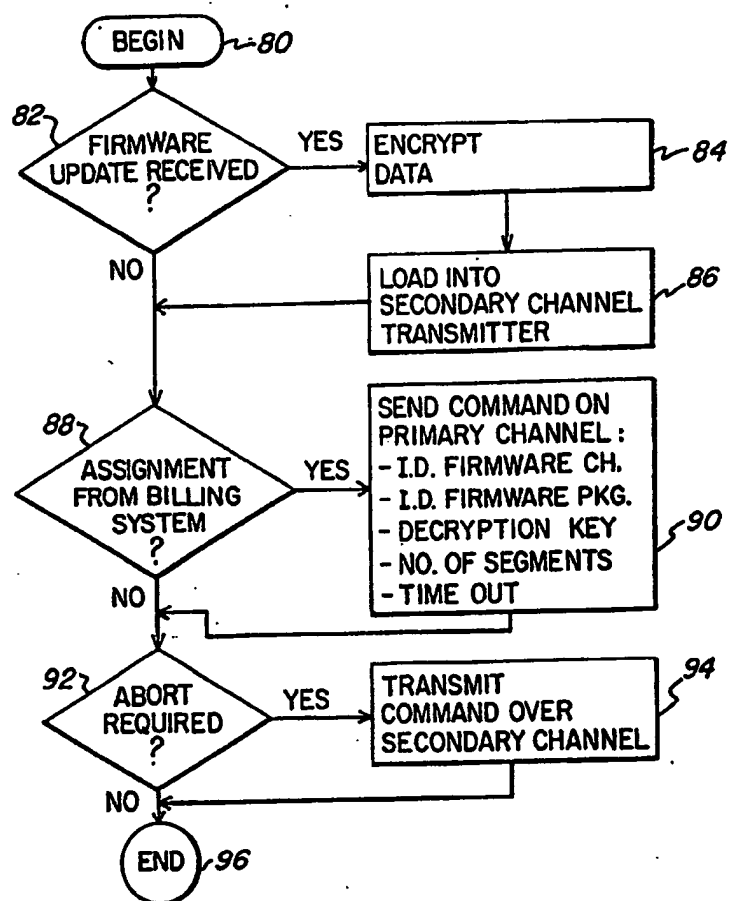 BEGIN
80
82
FIRMWARE
UPDATE RECEIVED
?
YES
ENCRYPT
DATA
84
NO
LOAD INTO
SECONDARY CHANNEL
TRANSMITTER
86
88
ASSIGNMENT
FROM BILLING
SYSTEM
?
YES
SEND COMMAND ON
PRIMARY CHANNEL:
- I.D. FIRMWARE CH.
- I.D. FIRMWARE PKG.
- DECRYPTION KEY
- NO. OF SEGMENTS
- TIME OUT
90
NO
92
ABORT
REQUIRED
?
YES
TRANSMIT
COMMAND OVER
SECONDARY CHANNEL
94
NO
END
96